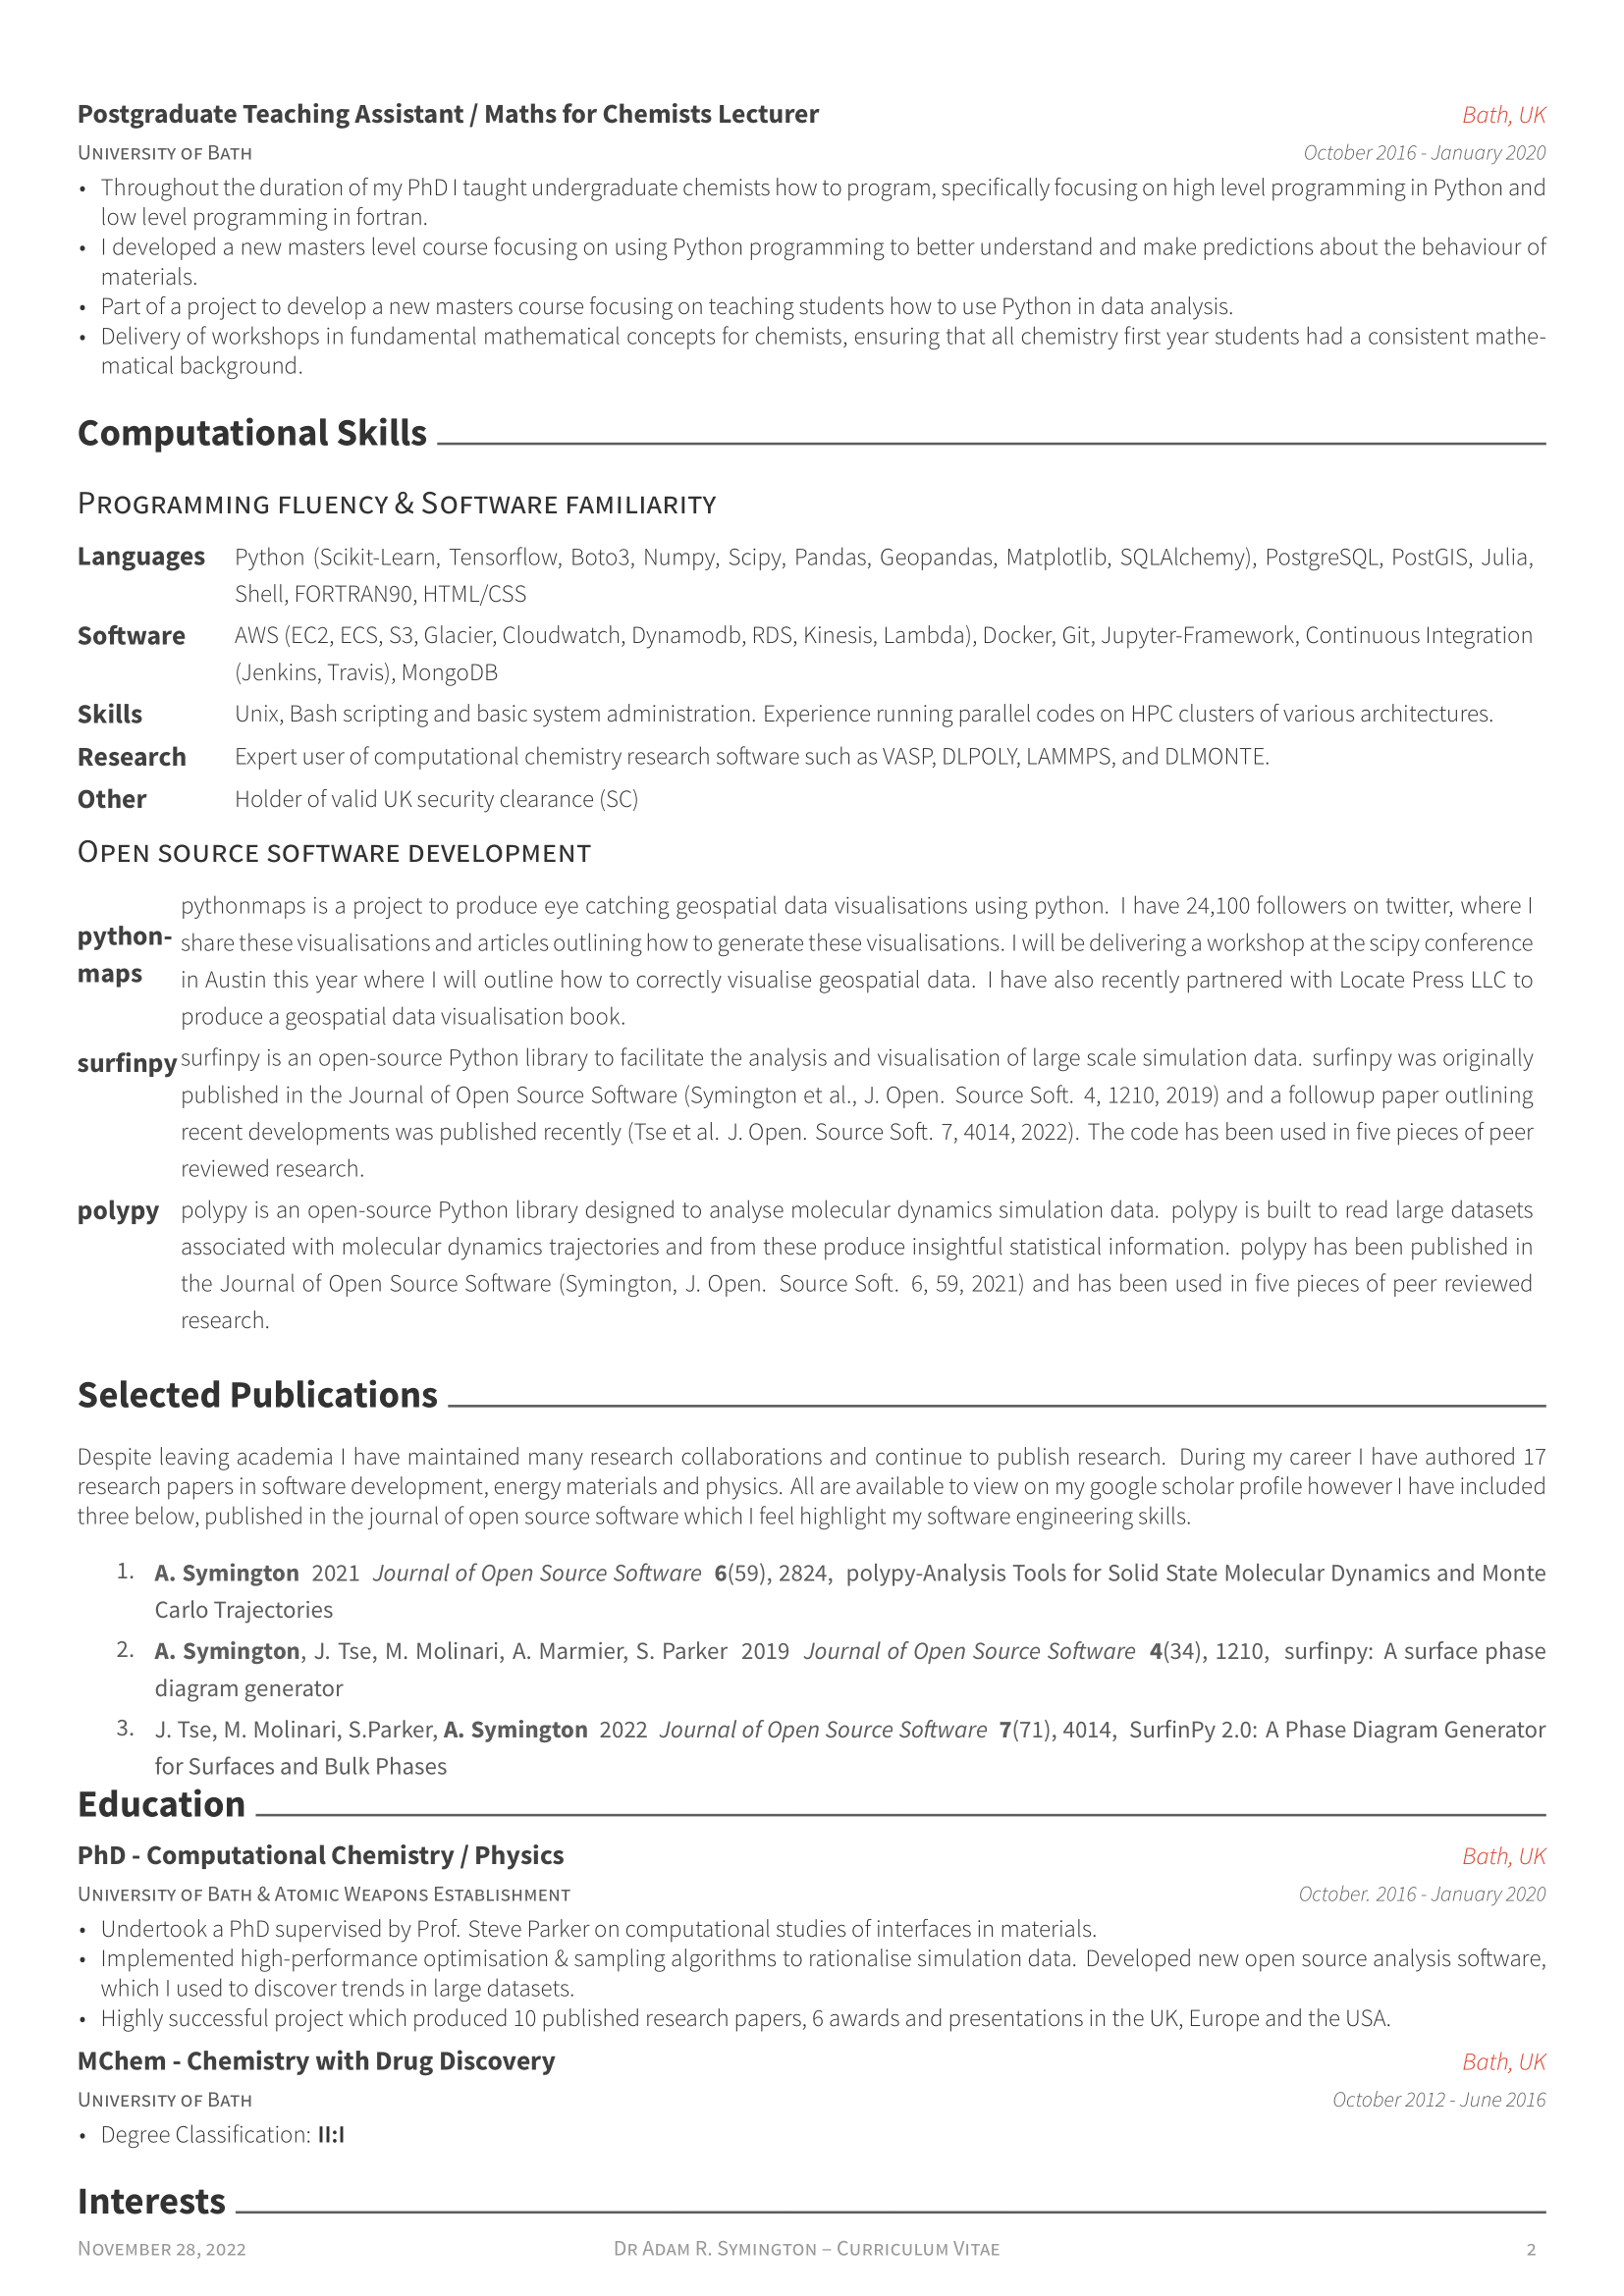 Postgraduate Teaching Assistant / Maths for Chemists Lecturer Bath, UK
University of Bath October 2016 - January 2020
• Throughout the duration of my PhD I taught undergraduate chemists how to program, specifically focusing on high level programming in Python and
low level programming in fortran.
• I developed a new masters level course focusing on using Python programming to better understand and make predictions about the behaviour of
materials.
• Part of a project to develop a new masters course focusing on teaching students how to use Python in data analysis.
• Delivery of workshops in fundamental mathematical concepts for chemists, ensuring that all chemistry first year students had a consistent mathe-
matical background.
Computational Skills
Programming fluency & Software familiarity
Languages Python (Scikit-Learn, Tensorflow, Boto3, Numpy, Scipy, Pandas, Geopandas, Matplotlib, SQLAlchemy), PostgreSQL, PostGIS, Julia,
Shell, FORTRAN90, HTML/CSS
Software AWS (EC2, ECS, S3, Glacier, Cloudwatch, Dynamodb, RDS, Kinesis, Lambda), Docker, Git, Jupyter-Framework, Continuous Integration
(Jenkins, Travis), MongoDB
Skills Unix, Bash scripting and basic system administration. Experience running parallel codes on HPC clusters of various architectures.
Research Expert user of computational chemistry research software such as VASP, DLPOLY, LAMMPS, and DLMONTE.
Other Holder of valid UK security clearance (SC)
Open source software development
python-
maps
pythonmaps is a project to produce eye catching geospatial data visualisations using python. I have 24,100 followers on twitter, where I
share these visualisations and articles outlining how to generate these visualisations. I will be delivering a workshop at the scipy conference
in Austin this year where I will outline how to correctly visualise geospatial data. I have also recently partnered with Locate Press LLC to
produce a geospatial data visualisation book.
surfinpy surfinpy is an open-source Python library to facilitate the analysis and visualisation of large scale simulation data. surfinpy was originally
published in the Journal of Open Source Software (Symington et al., J. Open. Source Soft. 4, 1210, 2019) and a followup paper outlining
recent developments was published recently (Tse et al. J. Open. Source Soft. 7, 4014, 2022). The code has been used in five pieces of peer
reviewed research.
polypy polypy is an open-source Python library designed to analyse molecular dynamics simulation data. polypy is built to read large datasets
associated with molecular dynamics trajectories and from these produce insightful statistical information. polypy has been published in
the Journal of Open Source Software (Symington, J. Open. Source Soft. 6, 59, 2021) and has been used in five pieces of peer reviewed
research.
Selected Publications
Despite leaving academia I have maintained many research collaborations and continue to publish research. During my career I have authored 17
research papers in software development, energy materials and physics. All are available to view on my google scholar profile however I have included
three below, published in the journal of open source software which I feel highlight my software engineering skills.
1. A. Symington 2021 Journal of Open Source Software 6(59), 2824, polypy-Analysis Tools for Solid State Molecular Dynamics and Monte
Carlo Trajectories
2. A. Symington, J. Tse, M. Molinari, A. Marmier, S. Parker 2019 Journal of Open Source Software 4(34), 1210, surfinpy: A surface phase
diagram generator
3. J. Tse, M. Molinari, S.Parker, A. Symington 2022 Journal of Open Source Software 7(71), 4014, SurfinPy 2.0: A Phase Diagram Generator
for Surfaces and Bulk Phases
Education
PhD - Computational Chemistry / Physics Bath, UK
University of Bath & Atomic Weapons Establishment October. 2016 - January 2020
• Undertook a PhD supervised by Prof. Steve Parker on computational studies of interfaces in materials.
• Implemented high-performance optimisation & sampling algorithms to rationalise simulation data. Developed new open source analysis software,
which I used to discover trends in large datasets.
• Highly successful project which produced 10 published research papers, 6 awards and presentations in the UK, Europe and the USA.
MChem - Chemistry with Drug Discovery Bath, UK
University of Bath October 2012 - June 2016
• Degree Classification: II:I
Interests
November 28, 2022 Dr Adam R. Symington – Curriculum Vitae 2